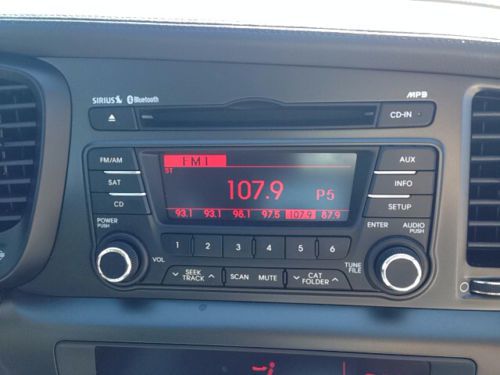 SIRIUS Bluetooth MP3
CD-IN
FM/AM FM1 AUX
ST
SAT 107.9 P5 INFO
CD 93.1 93.1 98.1 97.5 107.9 87.9 SETUP
POWER PUSH ENTER AUDIO PUSH
1 2 3 4 5 6
VOL SEEK TRACK SCAN MUTE CAT FOLDER TUNE FILE